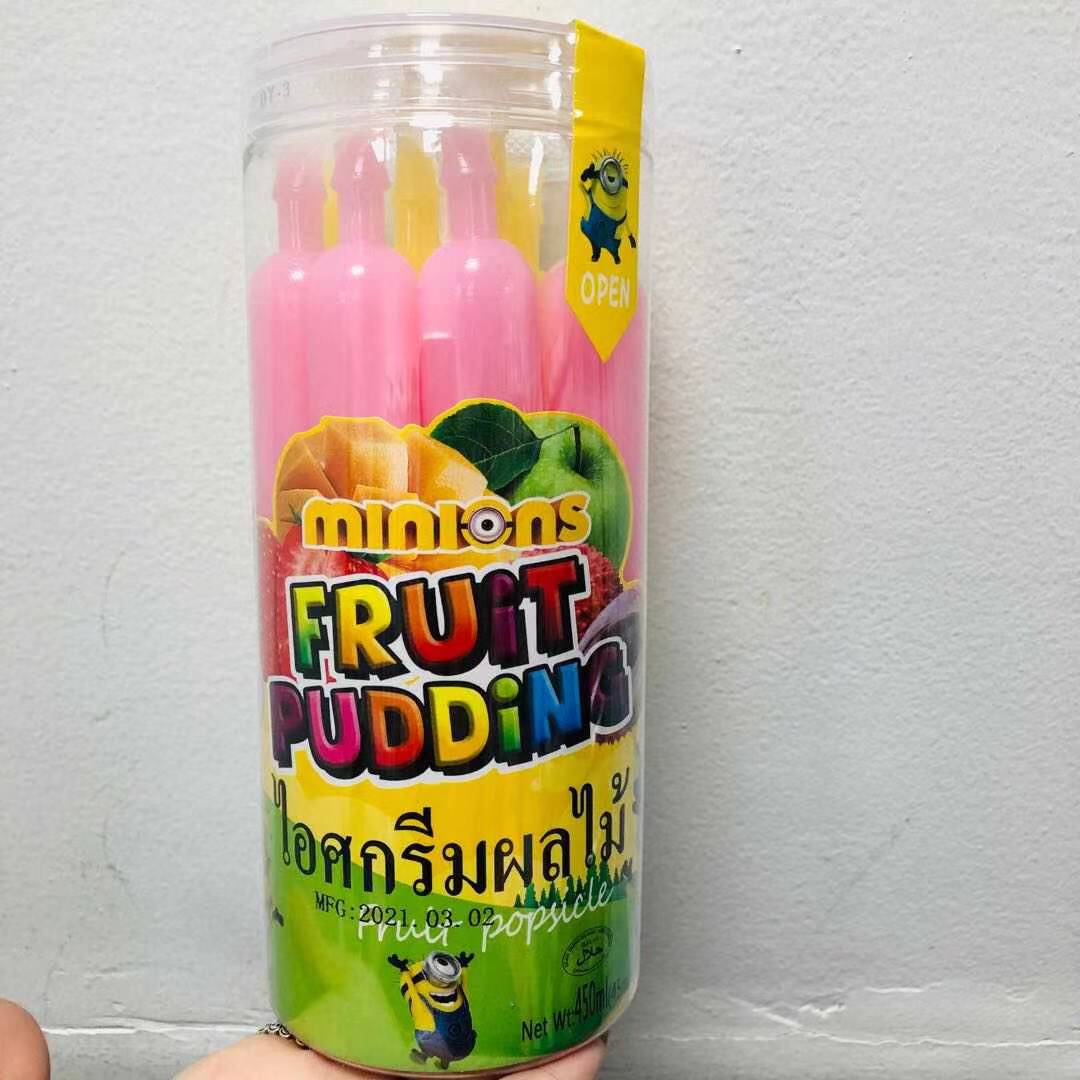 OPEN
minions
FRUiT
PUDDiNG
ไอศกรีมผลไม้
MFG:2021.03.02
Fruit popsicle
حلال
Net Wt:450ml